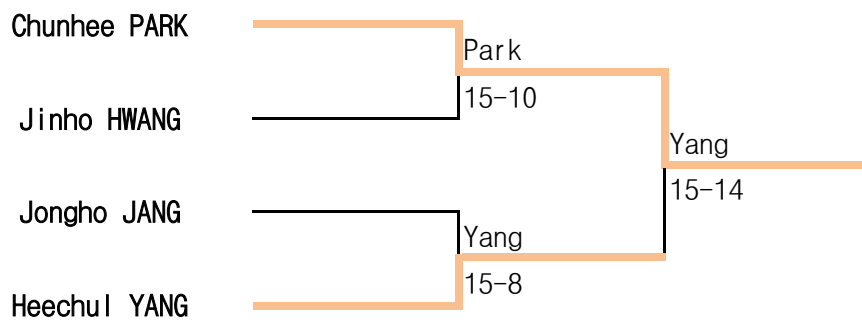 Chunhee PARK
Park
15-10
Jinho HWANG
Yang
15-14
Jongho JANG
Yang
15-8
Heechul YANG